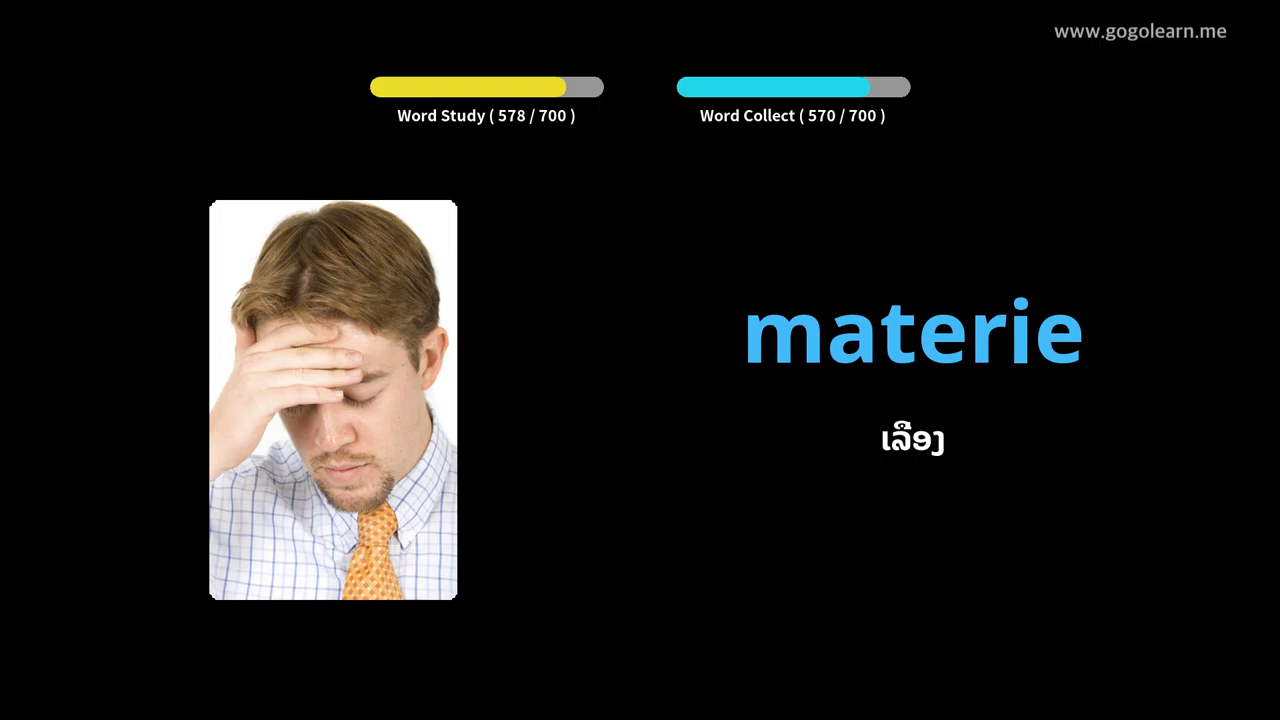 www.gogolearn.me
Word Study ( 578 / 700 )
Word Collect ( 570 / 700 )
materie
ເລືອງ